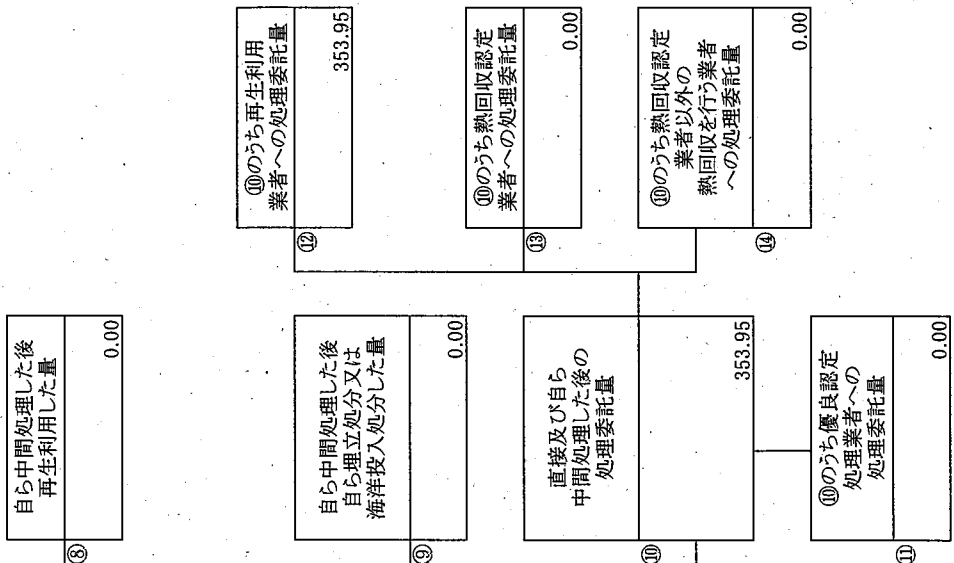 ⑧
自ら中間処理した後
再生利用した量
0.00
⑨
自ら中間処理した後
自ら埋立処分又は
海洋投入処分した量
0.00
⑩
直接及び自ら
中間処理した後の
処理委託量
353.95
⑪
⑩のうち優良認定
処理業者への
処理委託量
0.00
⑫
⑩のうち再生利用
業者への処理委託量
353.95
⑬
⑩のうち熱回収認定
業者への処理委託量
0.00
⑭
⑩のうち熱回収認定
業者以外の
熱回収を行う業者
への処理委託量
0.00